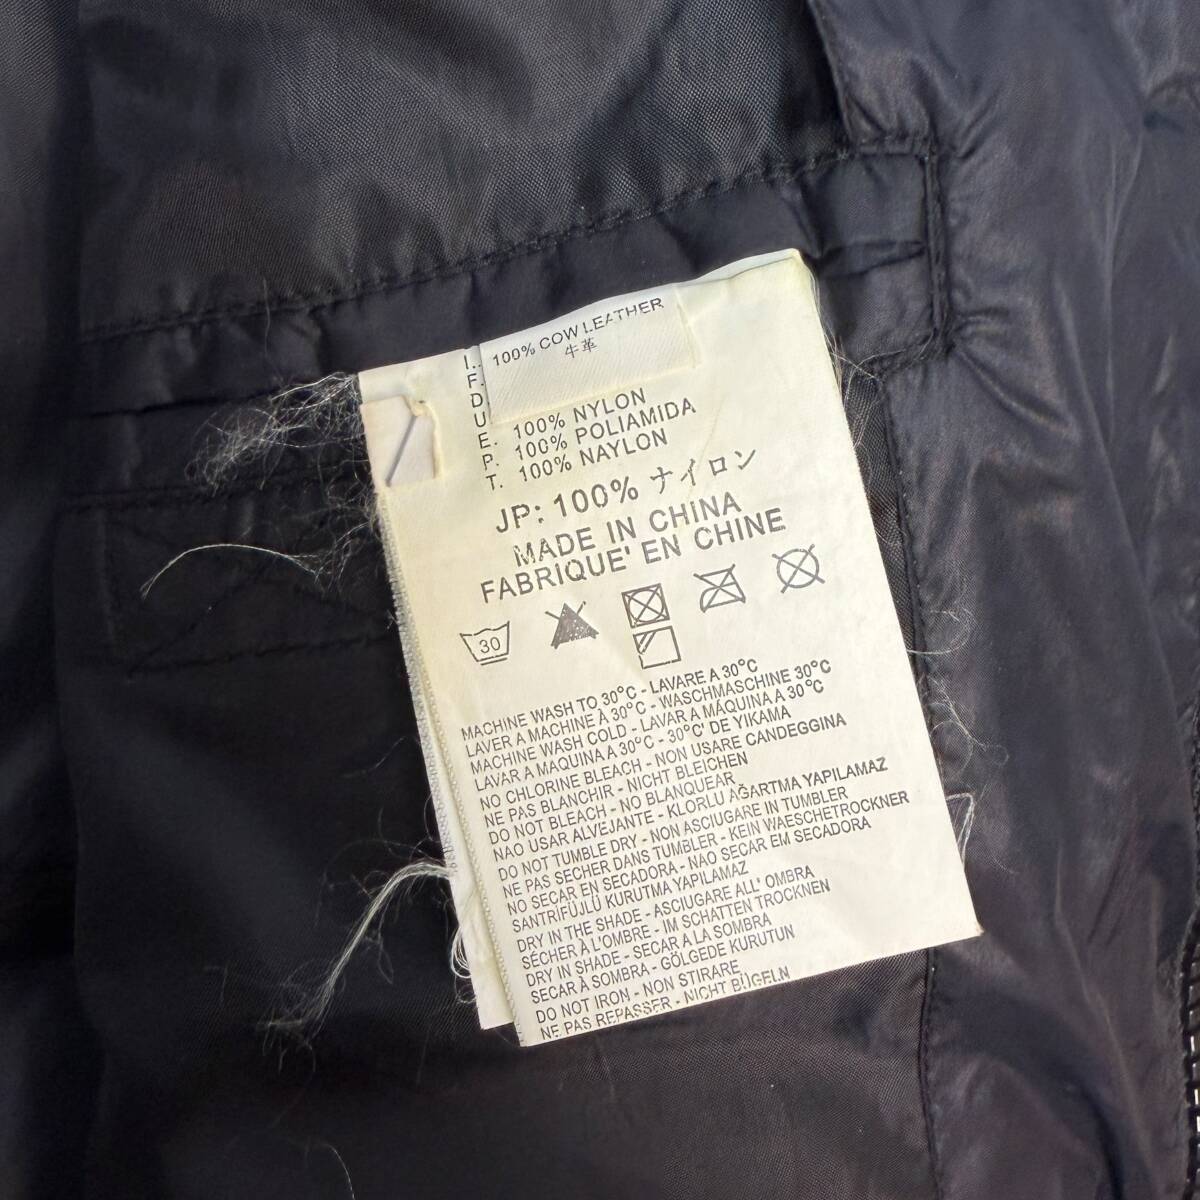 100% COW LEATHER
牛革
I.
F.
D
U
E. 100% NYLON
P. 100% POLIAMIDA
T. 100% NAYLON
JP: 100% ナイロン
MADE IN CHINA
FABRIQUE' EN CHINE
30
MACHINE WASH TO 30°C - LAVARE A 30°C
LAVER A MACHINE À 30°C - WASCHMASCHINE 30°C
MACHINE WASH COLD - LAVAR A MÁQUINA A 30°C
LAVAR A MAQUINA A 30°C - 30°C' DE YIKAMA
NO CHLORINE BLEACH - NON USARE CANDEGGINA
NE PAS BLANCHIR - NICHT BLEICHEN
DO NOT BLEACH - NO BLANQUEAR
NAO USAR ALVEJANTE - KLORLU AĞARTMA YAPILAMAZ
DO NOT TUMBLE DRY - NON ASCIUGARE IN TUMBLER
NE PAS SECHER DANS TUMBLER - KEIN WAESCHETROCKNER
NO SECAR EN SECADORA - NAO SECAR EM SECADORA
SANTRİFÜJLÜ KURUTMA YAPILAMAZ
DRY IN THE SHADE - ASCIUGARE ALL' OMBRA
SÉCHER À L'OMBRE - IM SCHATTEN TROCKNEN
DRY IN SHADE - SECAR A LA SOMBRA
SECAR À SOMBRA - GÖLGEDE KURUTUN
DO NOT IRON - NON STIRARE
NE PAS REPASSER - NICHT BÜGELN